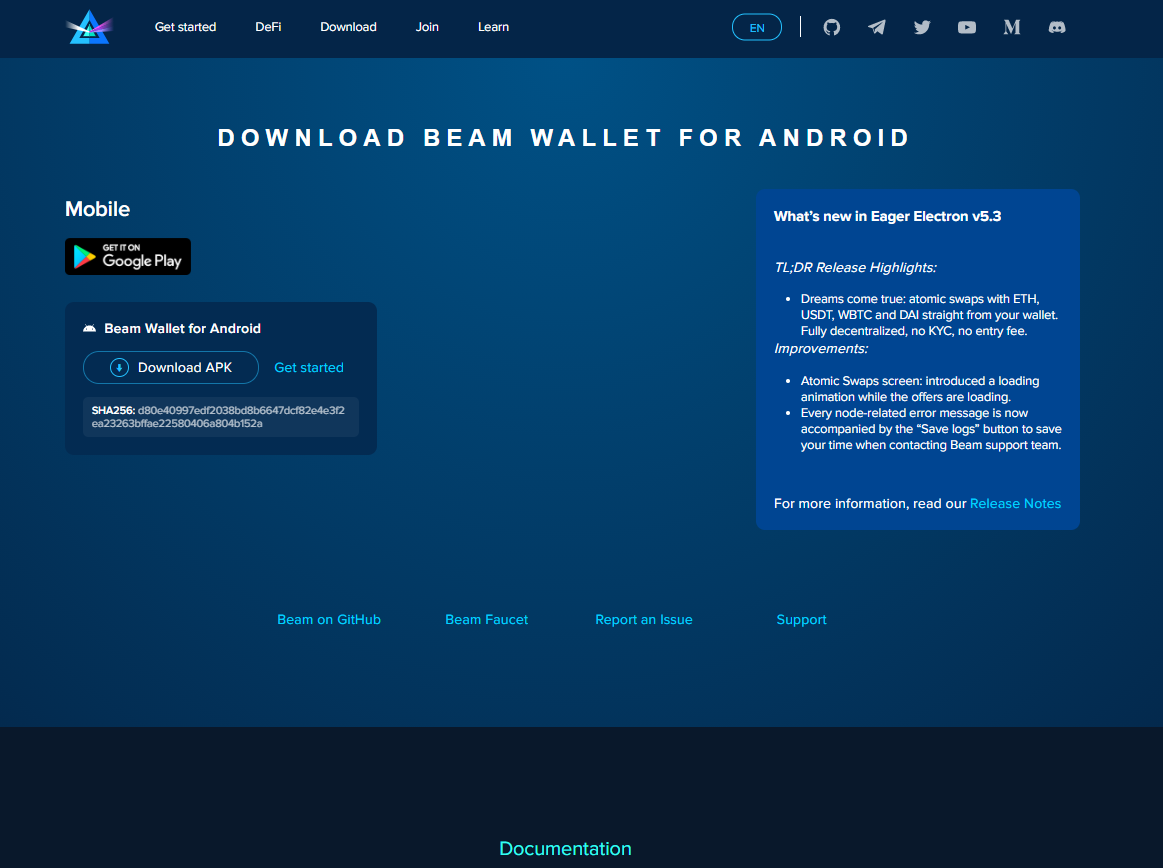 Get started
DeFi
Download
Join
Learn
EN
DOWNLOAD BEAM WALLET FOR ANDROID
Mobile
GET IT ON
Google Play
Beam Wallet for Android
Download APK
Get started
SHA256: d80e40997edf2038bd8b6647dcf82e4e3f2
ea23263bffae22580406a804b152a
What’s new in Eager Electron v5.3
TL;DR Release Highlights:
• Dreams come true: atomic swaps with ETH,
USDT, WBTC and DAI straight from your wallet.
Fully decentralized, no KYC, no entry fee.
Improvements:
• Atomic Swaps screen: introduced a loading
animation while the offers are loading.
• Every node-related error message is now
accompanied by the “Save logs” button to save
your time when contacting Beam support team.
For more information, read our Release Notes
Beam on GitHub
Beam Faucet
Report an Issue
Support
Documentation